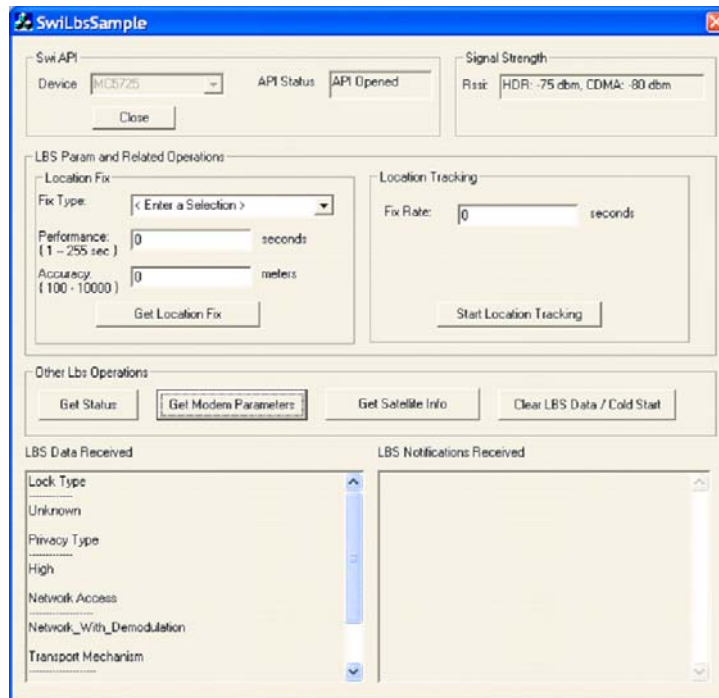 SwiLbsSample
Swi API
Device MC5725 API Status API Opened
Close
Signal Strength
Rssi: HDR: -75 dbm, CDMA: -80 dbm
LBS Param and Related Operations
Location Fix
Fix Type: < Enter a Selection >
Performance: 0 seconds
( 1 -- 255 sec )
Accuracy: 0 meters
( 100 - 10000 )
Get Location Fix
Location Tracking
Fix Rate: 0 seconds
Start Location Tracking
Other Lbs Operations
Get Status Get Modem Parameters Get Satellite Info Clear LBS Data / Cold Start
LBS Data Received
Lock Type
------------
Unknown
Privacy Type
------------
High
Network Access
------------------
Network_With_Demodulation
Transport Mechanism
-------------------
LBS Notifications Received